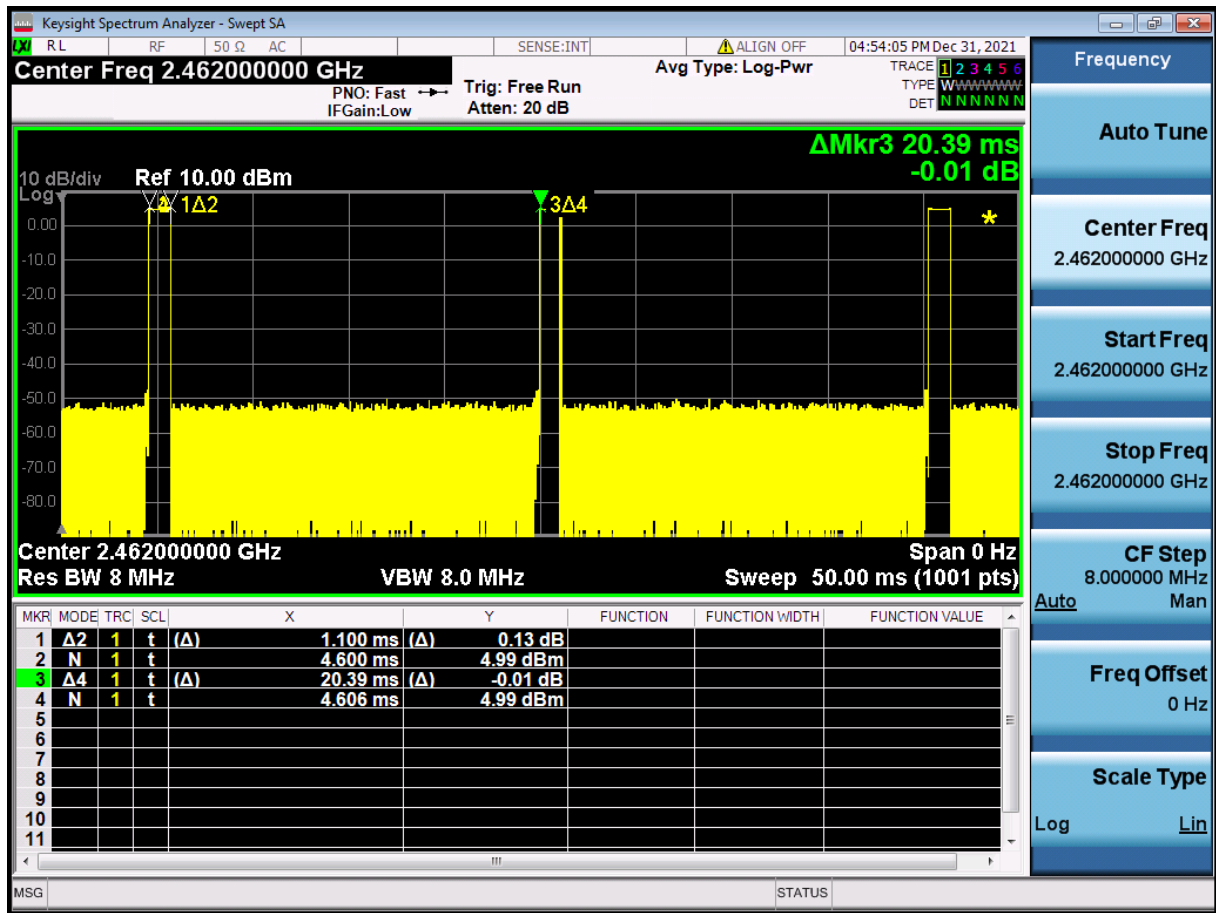 Keysight Spectrum Analyzer - Swept SA
LXI RL RF 50 Ω AC SENSE:INT ALIGN OFF 04:54:05 PM Dec 31, 2021
Center Freq 2.462000000 GHz
PNO: Fast
IFGain:Low
Trig: Free Run
Atten: 20 dB
Avg Type: Log-Pwr
TRACE 1 2 3 4 5 6
TYPE WWWWWW
DET N N N N N N
ΔMkr3 20.39 ms
-0.01 dB
10 dB/div Ref 10.00 dBm
Log
1Δ2
3Δ4
*
0.00
-10.0
-20.0
-30.0
-40.0
-50.0
-60.0
-70.0
-80.0
Center 2.462000000 GHz Span 0 Hz
Res BW 8 MHz VBW 8.0 MHz Sweep 50.00 ms (1001 pts)
MKR MODE TRC SCL X Y FUNCTION FUNCTION WIDTH FUNCTION VALUE
1 Δ2 1 t (Δ) 1.100 ms (Δ) 0.13 dB
2 N 1 t 4.600 ms 4.99 dBm
3 Δ4 1 t (Δ) 20.39 ms (Δ) -0.01 dB
4 N 1 t 4.606 ms 4.99 dBm
5
6
7
8
9
10
11
MSG STATUS
Frequency
Auto Tune
Center Freq
2.462000000 GHz
Start Freq
2.462000000 GHz
Stop Freq
2.462000000 GHz
CF Step
8.000000 MHz
Auto Man
Freq Offset
0 Hz
Scale Type
Log Lin